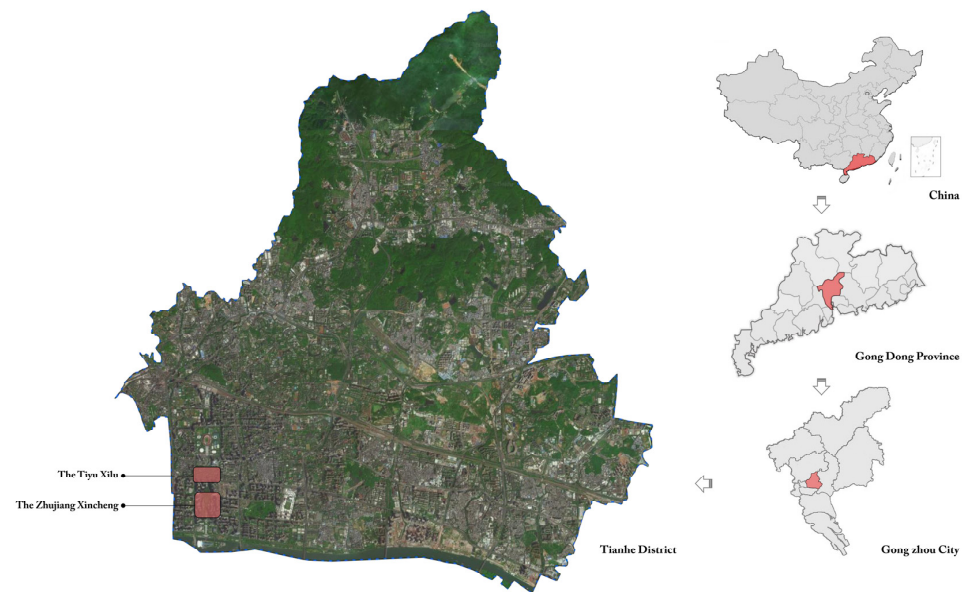 China
Gong Dong Province
The Tiyu Xilu
The Zhujiang Xincheng
Tianhe District
Gong zhou City